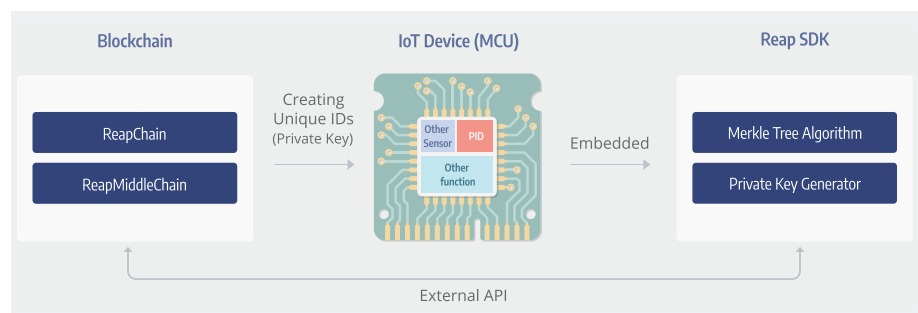 Blockchain
IoT Device (MCU)
Reap SDK
ReapChain
ReapMiddleChain
Creating
Unique IDs
(Private Key)
Other
Sensor
PID
Other
function
Embedded
Merkle Tree Algorithm
Private Key Generator
External API